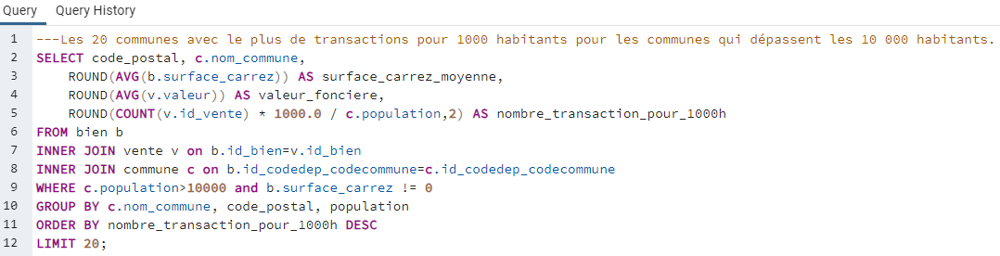 Query Query History
1 ---Les 20 communes avec le plus de transactions pour 1000 habitants pour les communes qui dépassent les 10 000 habitants.
2 SELECT code_postal, c.nom_commune,
3 ROUND(AVG(b.surface_carrez)) AS surface_carrez_moyenne,
4 ROUND(AVG(v.valeur)) AS valeur_fonciere,
5 ROUND(COUNT(v.id_vente) * 1000.0 / c.population,2) AS nombre_transaction_pour_1000h
6 FROM bien b
7 INNER JOIN vente v on b.id_bien=v.id_bien
8 INNER JOIN commune c on b.id_codedep_codecommune=c.id_codedep_codecommune
9 WHERE c.population>10000 and b.surface_carrez != 0
10 GROUP BY c.nom_commune, code_postal, population
11 ORDER BY nombre_transaction_pour_1000h DESC
12 LIMIT 20;